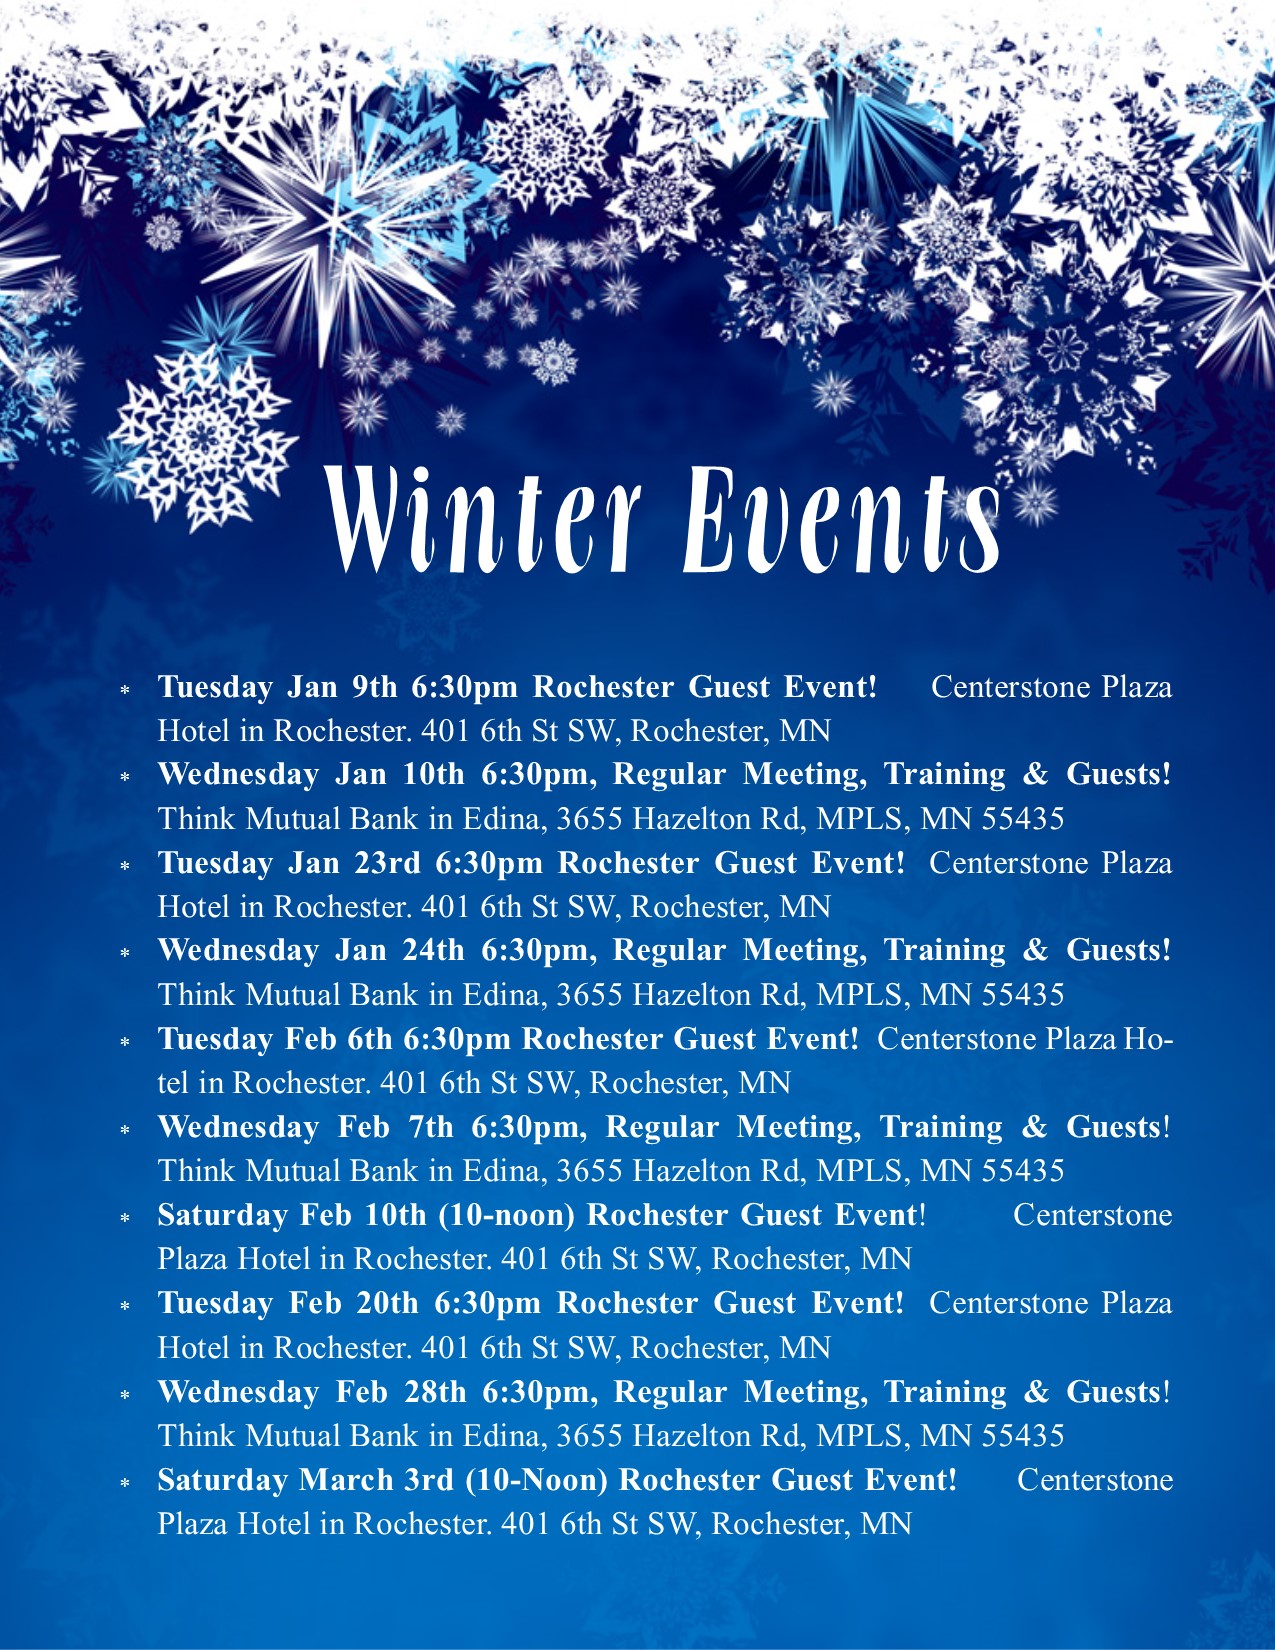 Winter Events
* Tuesday Jan 9th 6:30pm Rochester Guest Event! Centerstone Plaza
Hotel in Rochester. 401 6th St SW, Rochester, MN
* Wednesday Jan 10th 6:30pm, Regular Meeting, Training & Guests!
Think Mutual Bank in Edina, 3655 Hazelton Rd, MPLS, MN 55435
* Tuesday Jan 23rd 6:30pm Rochester Guest Event! Centerstone Plaza
Hotel in Rochester. 401 6th St SW, Rochester, MN
* Wednesday Jan 24th 6:30pm, Regular Meeting, Training & Guests!
Think Mutual Bank in Edina, 3655 Hazelton Rd, MPLS, MN 55435
* Tuesday Feb 6th 6:30pm Rochester Guest Event! Centerstone Plaza Ho-
tel in Rochester. 401 6th St SW, Rochester, MN
* Wednesday Feb 7th 6:30pm, Regular Meeting, Training & Guests!
Think Mutual Bank in Edina, 3655 Hazelton Rd, MPLS, MN 55435
* Saturday Feb 10th (10-noon) Rochester Guest Event! Centerstone
Plaza Hotel in Rochester. 401 6th St SW, Rochester, MN
* Tuesday Feb 20th 6:30pm Rochester Guest Event! Centerstone Plaza
Hotel in Rochester. 401 6th St SW, Rochester, MN
* Wednesday Feb 28th 6:30pm, Regular Meeting, Training & Guests!
Think Mutual Bank in Edina, 3655 Hazelton Rd, MPLS, MN 55435
* Saturday March 3rd (10-Noon) Rochester Guest Event! Centerstone
Plaza Hotel in Rochester. 401 6th St SW, Rochester, MN